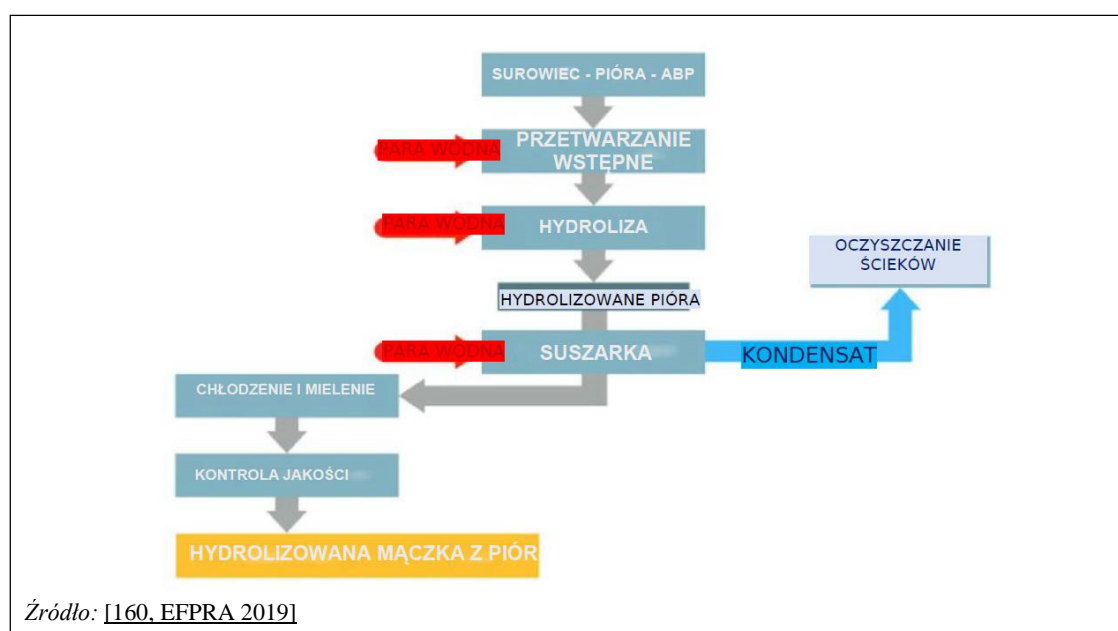 SUROWIEC - PIÓRA - ABP
PARA WODNA
PRZETWARZANIE
WSTĘPNE
PARA WODNA
HYDROLIZA
OCZYSZCZANIE
ŚCIEKÓW
HYDROLIZOWANE PIÓRA
PARA WODNA
SUSZARKA
KONDENSAT
CHŁODZENIE I MIELENIE
KONTROLA JAKOŚCI
HYDROLIZOWANA MĄCZKA Z PIÓR
Źródło: [160, EFPRA 2019]